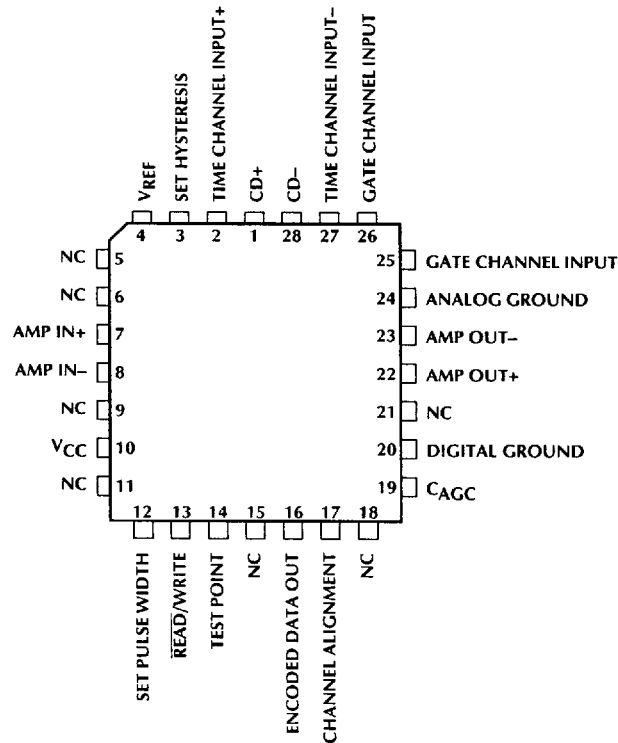 VREF
SET HYSTERESIS
TIME CHANNEL INPUT+
CD+
CD–
TIME CHANNEL INPUT–
GATE CHANNEL INPUT
4 3 2 1 28 27 26
NC 5
NC 6
AMP IN+ 7
AMP IN– 8
NC 9
VCC 10
NC 11
25 GATE CHANNEL INPUT
24 ANALOG GROUND
23 AMP OUT–
22 AMP OUT+
21 NC
20 DIGITAL GROUND
19 CAGC
12 13 14 15 16 17 18
SET PULSE WIDTH
READ/WRITE
TEST POINT
NC
ENCODED DATA OUT
CHANNEL ALIGNMENT
NC